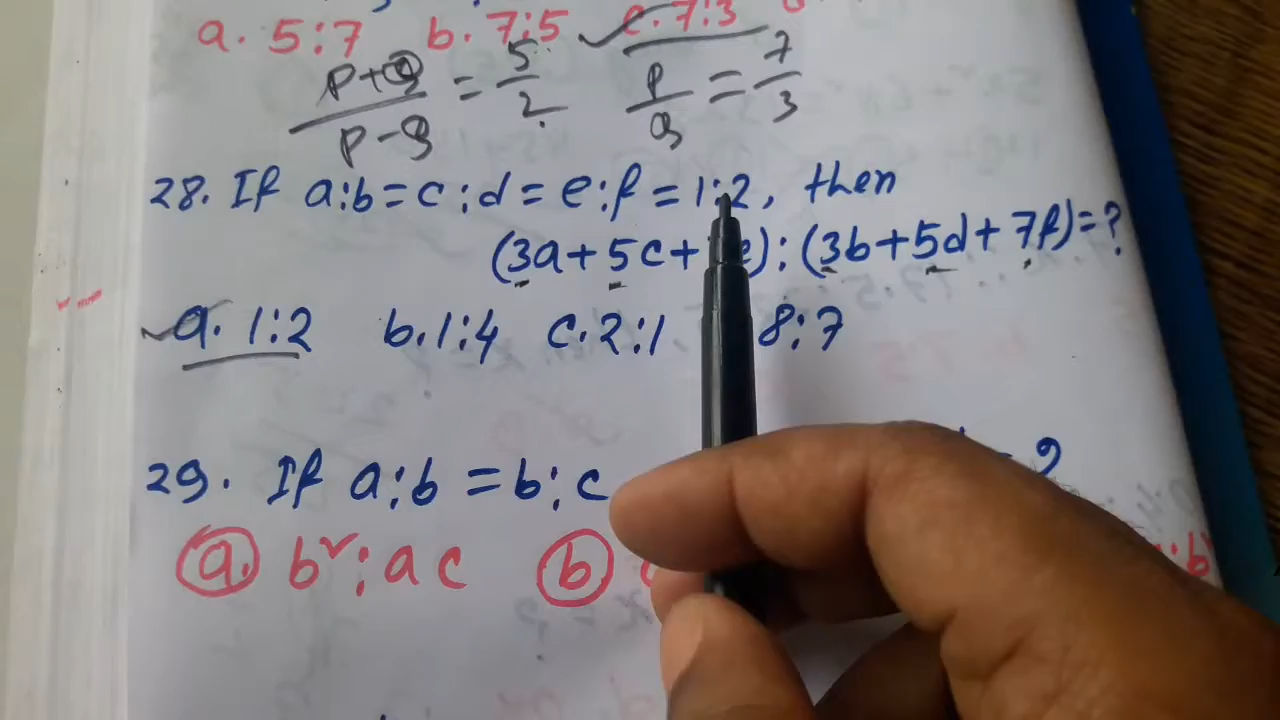 a. 5:7 b. 7:5 c. 7:3
P+Q/P-Q = 5/2 P/Q = 7/3
28. If a:b = c:d = e:f = 1:2, then
(3a+5c+ e):(3b+5d+7f)=?
a. 1:2 b. 1:4 c. 2:1 8:7
29. If a:b = b:c
a. b²:ac b